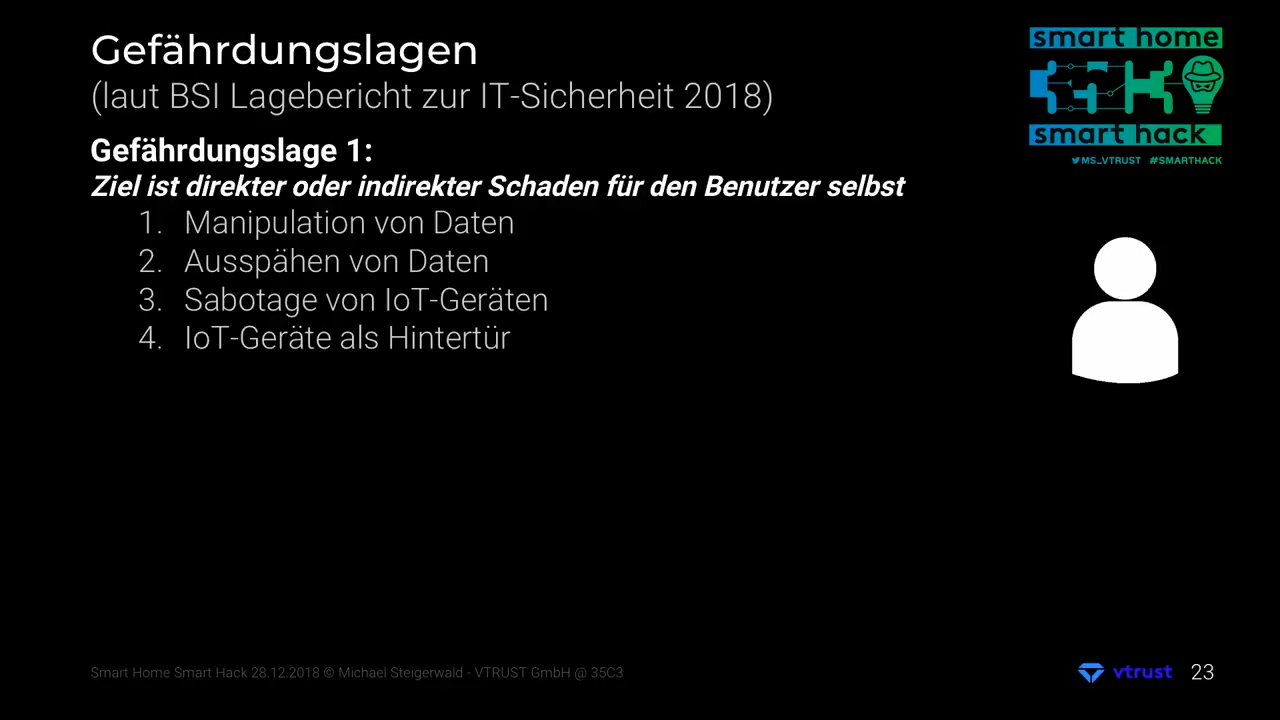 Gefährdungslagen
(laut BSI Lagebericht zur IT-Sicherheit 2018)
Gefährdungslage 1:
Ziel ist direkter oder indirekter Schaden für den Benutzer selbst
1. Manipulation von Daten
2. Ausspähen von Daten
3. Sabotage von IoT-Geräten
4. IoT-Geräte als Hintertür
smart home
smart hack
MS_VTRUST #SMARTHACK
Smart Home Smart Hack 28.12.2018 © Michael Steigerwald - VTRUST GmbH @ 35C3
vtrust 23